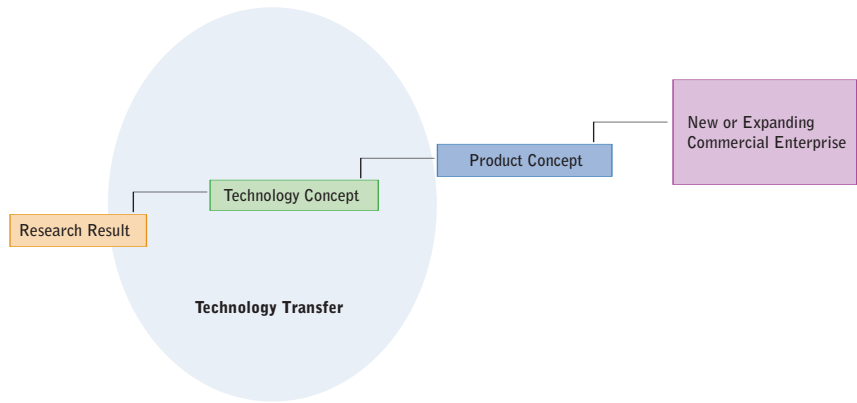 New or Expanding
Commercial Enterprise
Product Concept
Technology Concept
Research Result
Technology Transfer